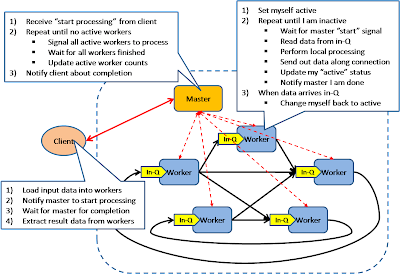 1) Receive “start processing” from client
2) Repeat until no active workers
▪ Signal all active workers to process
▪ Wait for all workers finished
▪ Update active worker counts
3) Notify client about completion
1) Set myself active
2) Repeat until I am inactive
▪ Wait for master “start” signal
▪ Read data from in-Q
▪ Perform local processing
▪ Send out data along connection
▪ Update my “active” status
▪ Notify master I am done
3) When data arrives in-Q
▪ Change myself back to active
Master
Client
In-Q Worker
In-Q Worker
In-Q Worker
In-Q Worker
In-Q Worker
1) Load input data into workers
2) Notify master to start processing
3) Wait for master for completion
4) Extract result data from workers